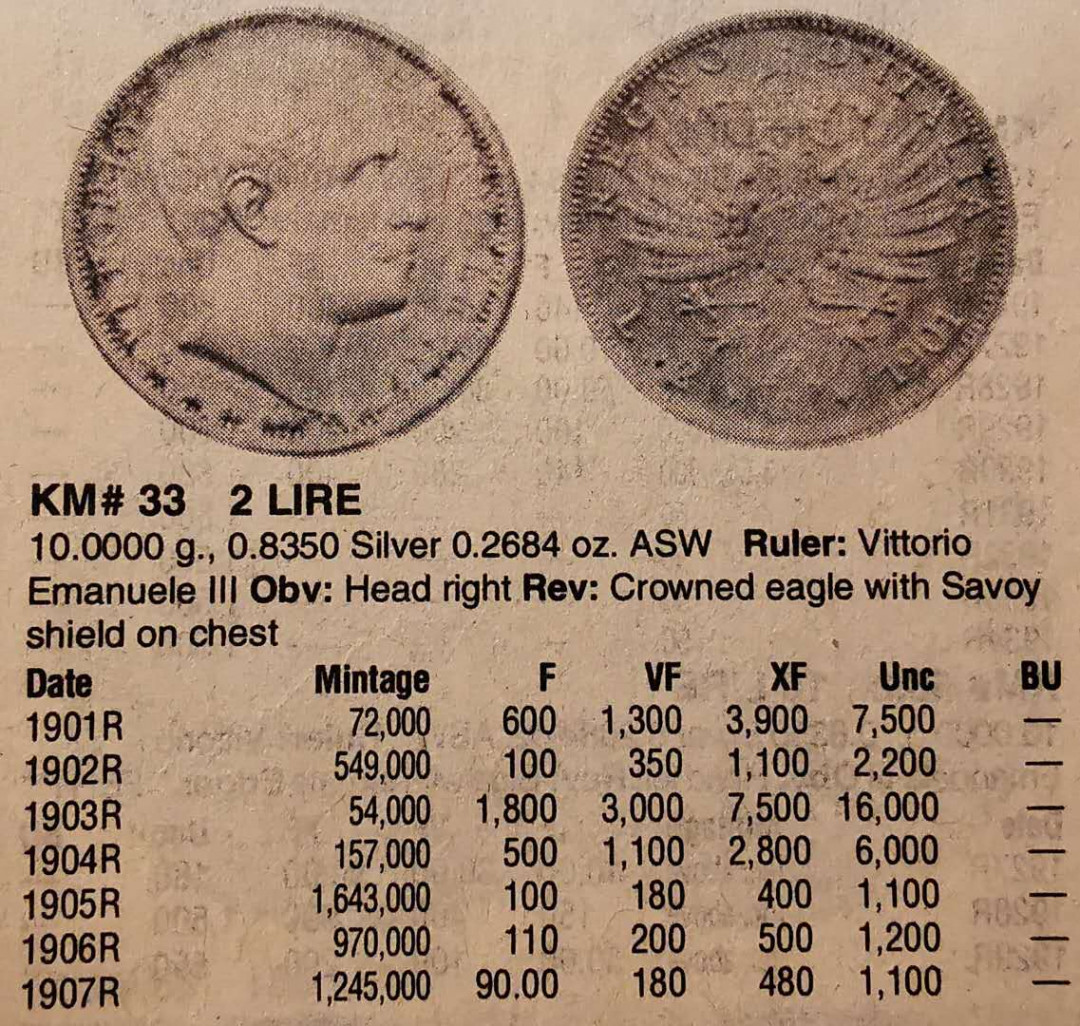 REGNO D'ITALIA
1901
KM# 33 2 LIRE
10.0000 g., 0.8350 Silver 0.2684 oz. ASW Ruler: Vittorio
Emanuele III Obv: Head right Rev: Crowned eagle with Savoy
shield on chest
Date Mintage F VF XF Unc BU
1901R 72,000 600 1,300 3,900 7,500 —
1902R 549,000 100 350 1,100 2,200 —
1903R 54,000 1,800 3,000 7,500 16,000 —
1904R 157,000 500 1,100 2,800 6,000 —
1905R 1,643,000 100 180 400 1,100 —
1906R 970,000 110 200 500 1,200 —
1907R 1,245,000 90.00 180 480 1,100 —